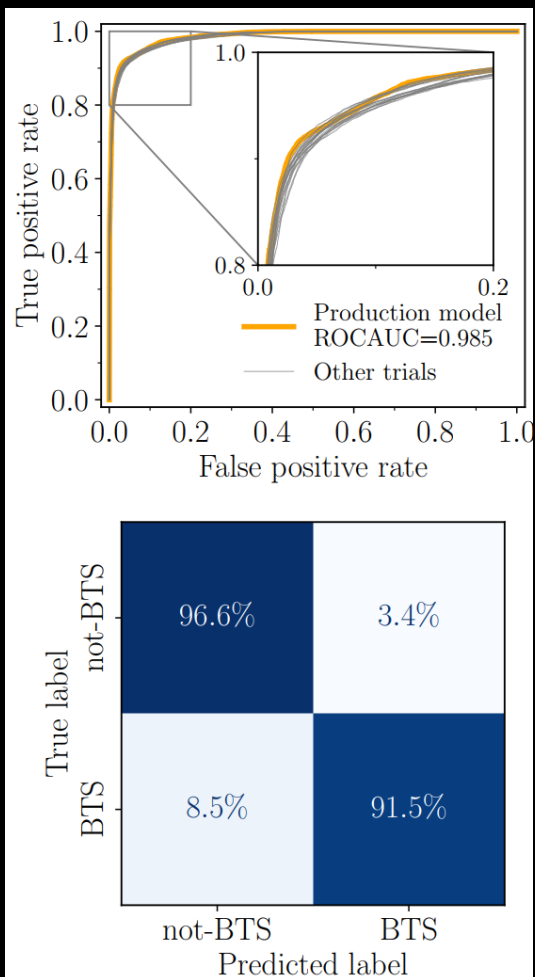 1.0
0.8
0.6
0.4
0.2
0.0
True positive rate
1.0
0.8
0.0
0.2
Production model
ROCAUC=0.985
Other trials
0.0 0.2 0.4 0.6 0.8 1.0
False positive rate
True label
not-BTS
96.6% 3.4%
BTS
8.5% 91.5%
not-BTS BTS
Predicted label